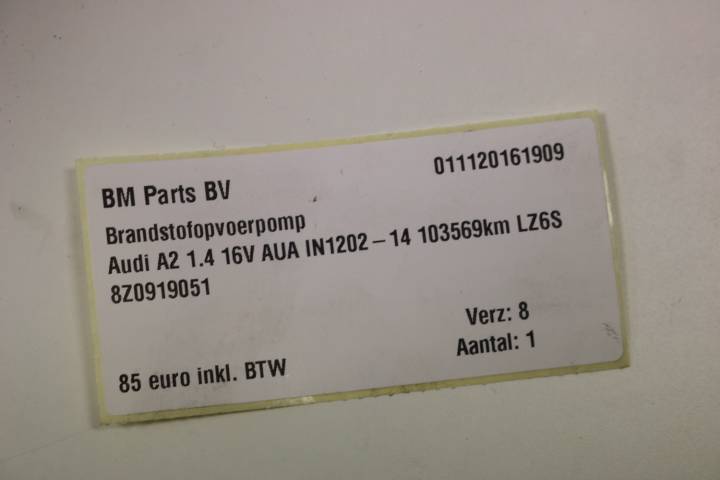 BM Parts BV 011120161909
Brandstofopvoerpomp
Audi A2 1.4 16V AUA IN1202-14 103569km LZ6S
8Z0919051
Verz: 8
85 euro inkl. BTW Aantal: 1